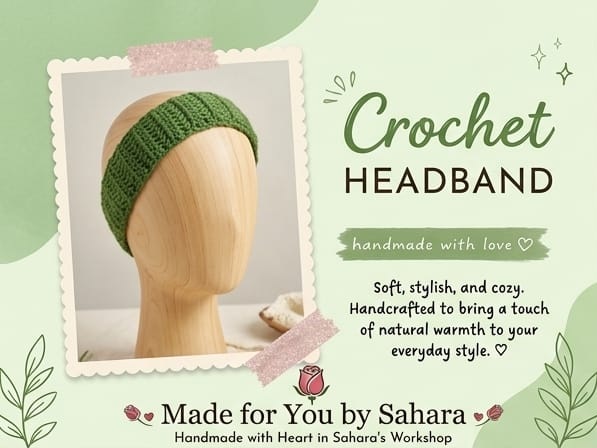 Crochet
HEADBAND
handmade with love ♡
Soft, stylish, and cozy.
Handcrafted to bring a touch
of natural warmth to your
everyday style. ♡
Made for You by Sahara
Handmade with Heart in Sahara's Workshop